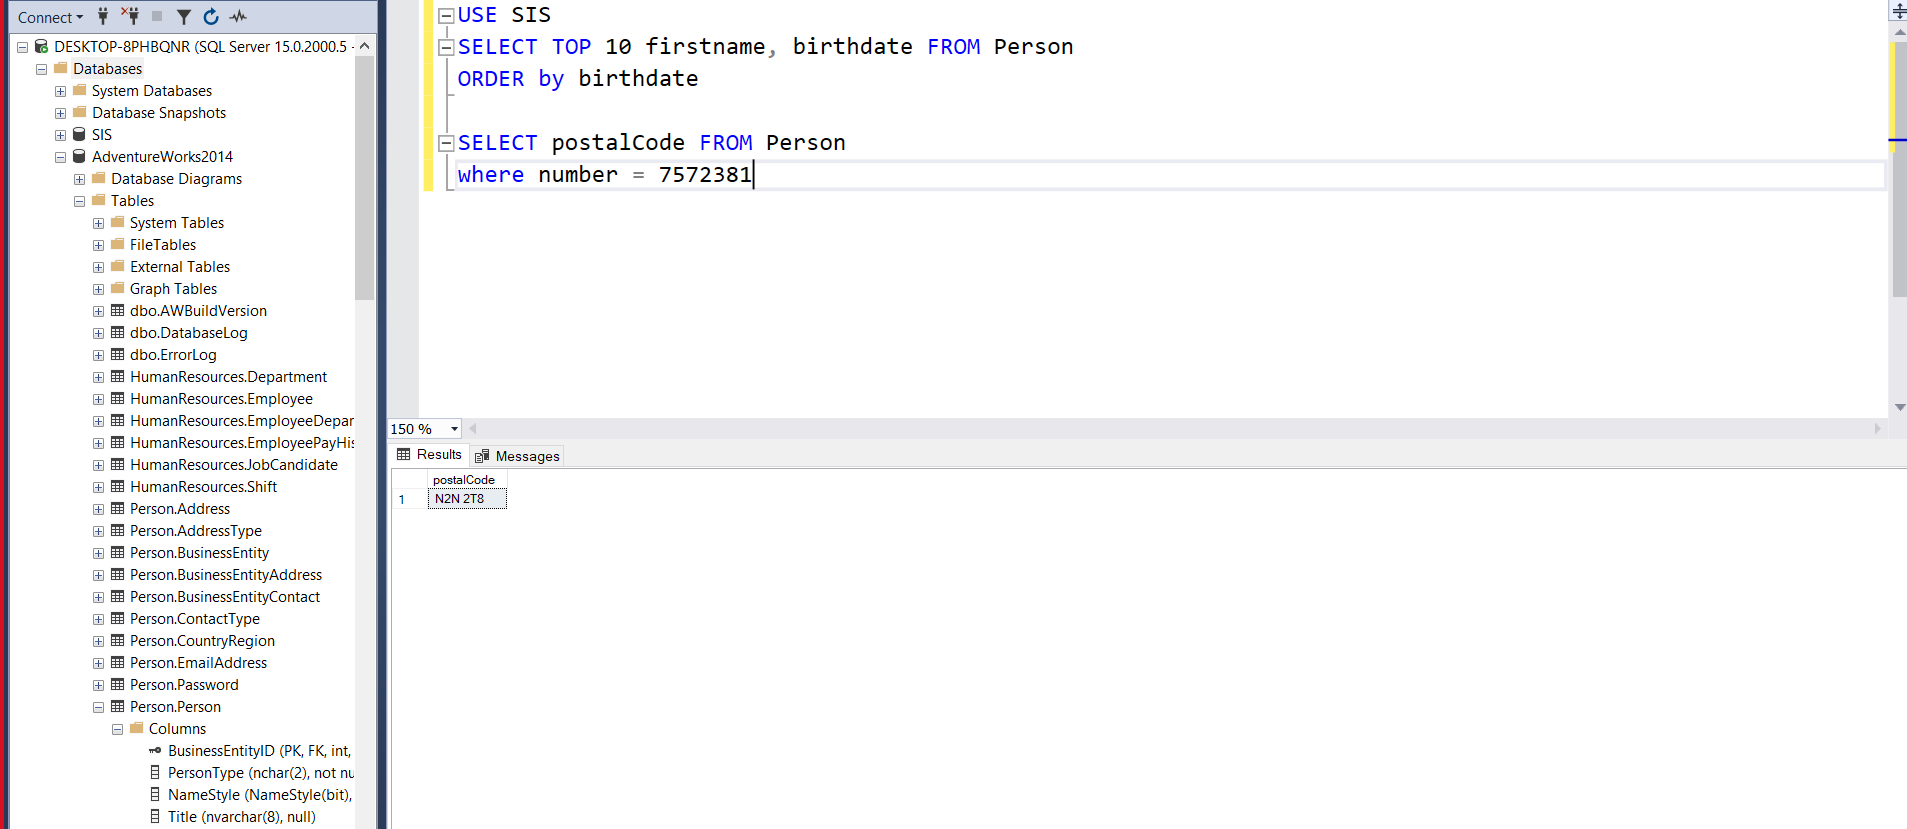 Connect
DESKTOP-8PHBQNR (SQL Server 15.0.2000.5 -
Databases
System Databases
Database Snapshots
SIS
AdventureWorks2014
Database Diagrams
Tables
System Tables
FileTables
External Tables
Graph Tables
dbo.AWBuildVersion
dbo.DatabaseLog
dbo.ErrorLog
HumanResources.Department
HumanResources.Employee
HumanResources.EmployeeDepar
HumanResources.EmployeePayHis
HumanResources.JobCandidate
HumanResources.Shift
Person.Address
Person.AddressType
Person.BusinessEntity
Person.BusinessEntityAddress
Person.BusinessEntityContact
Person.ContactType
Person.CountryRegion
Person.EmailAddress
Person.Password
Person.Person
Columns
BusinessEntityID (PK, FK, int,
PersonType (nchar(2), not nu
NameStyle (NameStyle(bit),
Title (nvarchar(8), null)
USE SIS
SELECT TOP 10 firstname, birthdate FROM Person
ORDER by birthdate
SELECT postalCode FROM Person
where number = 7572381
150 %
Results Messages
postalCode
1 N2N 2T8